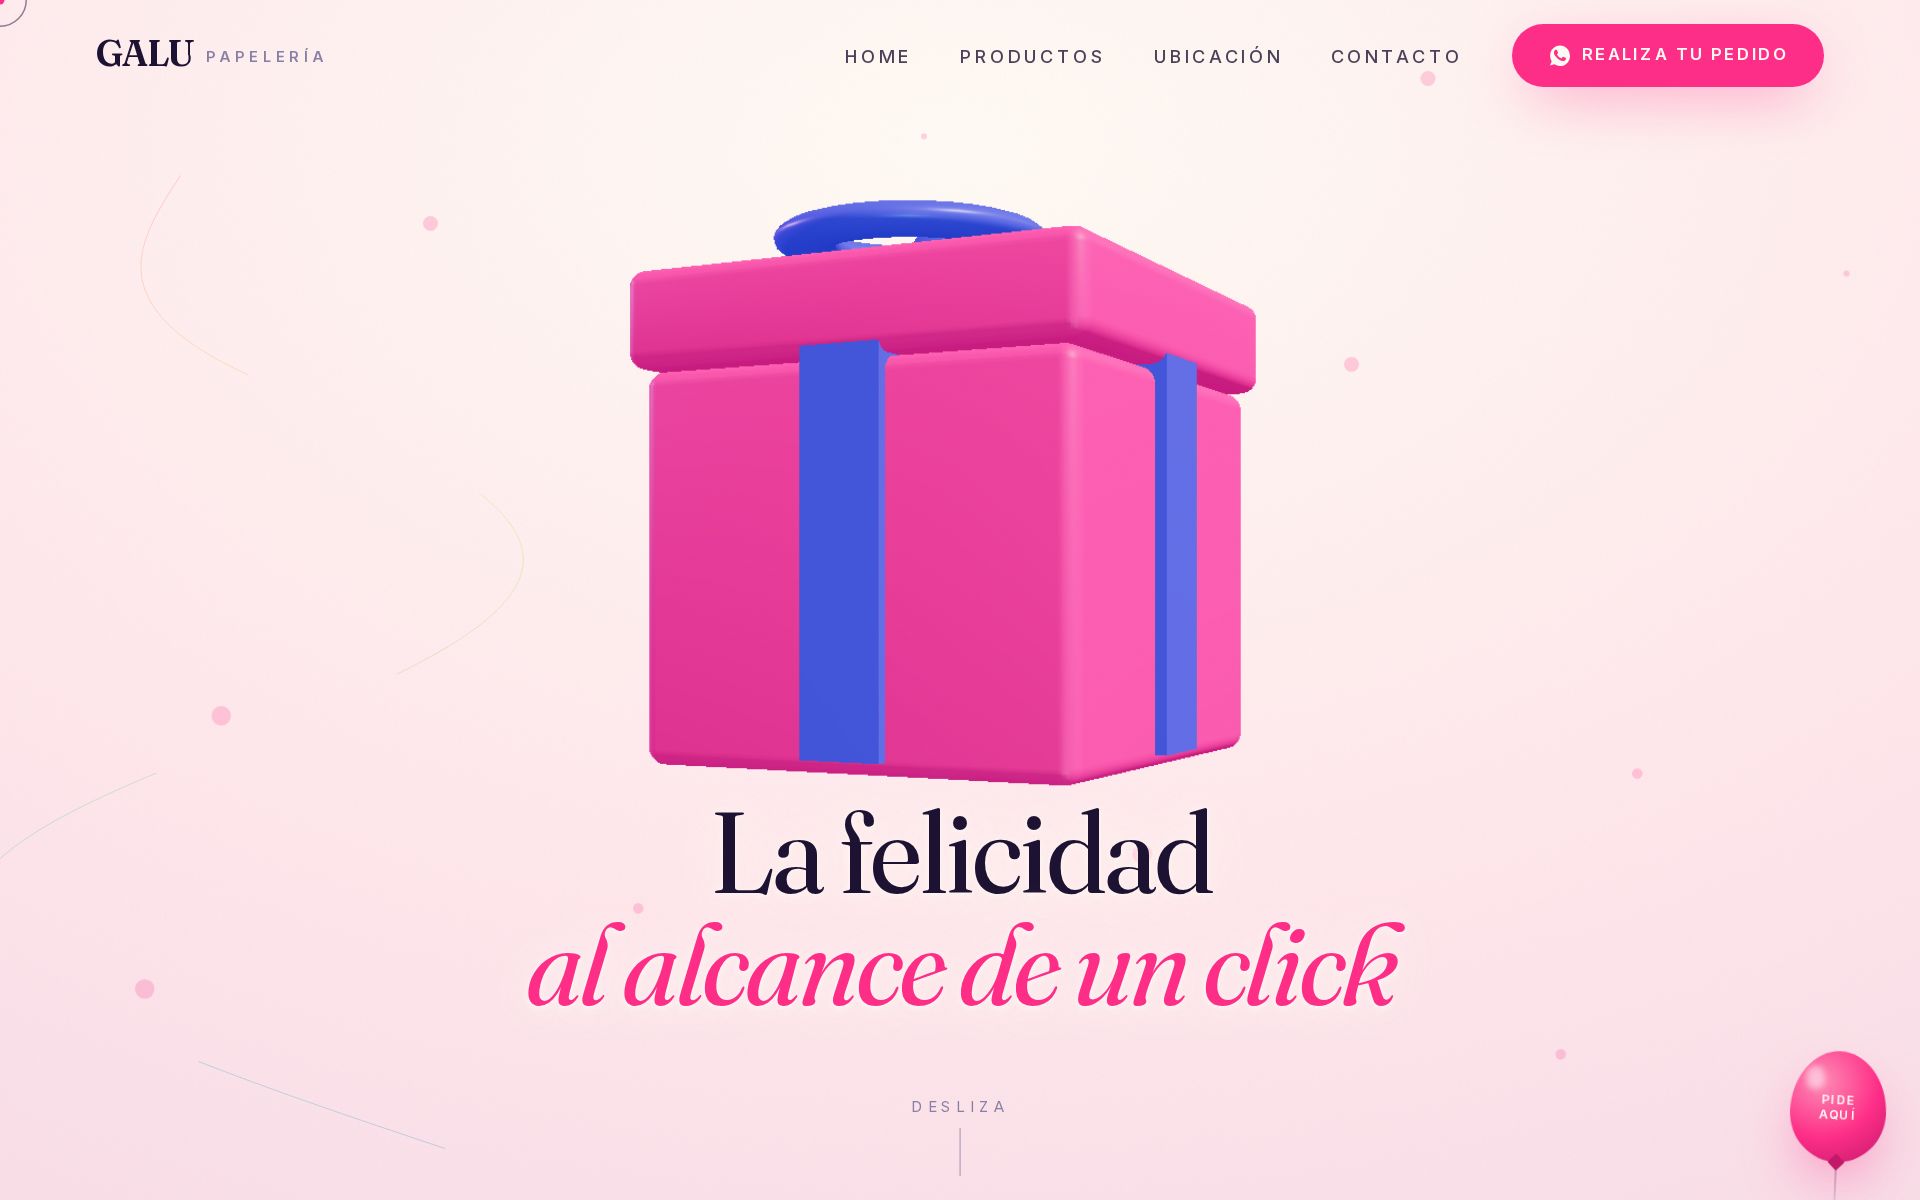 GALU PAPELERÍA
HOME PRODUCTOS UBICACIÓN CONTACTO REALIZA TU PEDIDO
La felicidad
al alcance de un click
DESLIZA
PIDE
AQUÍ